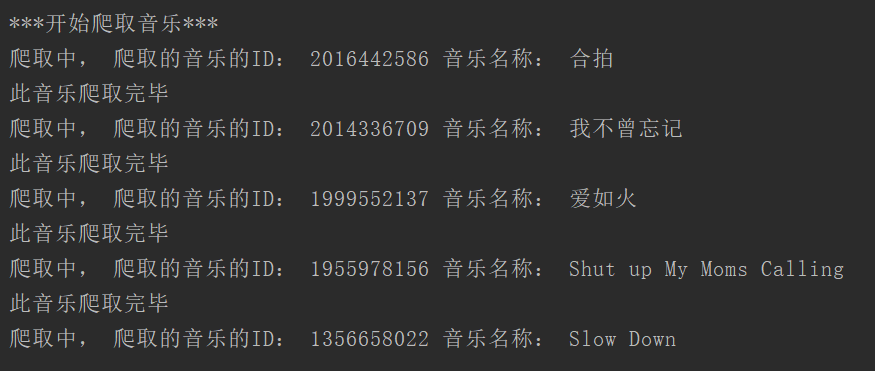 ***开始爬取音乐***
爬取中， 爬取的音乐的ID： 2016442586 音乐名称： 合拍
此音乐爬取完毕
爬取中， 爬取的音乐的ID： 2014336709 音乐名称： 我不曾忘记
此音乐爬取完毕
爬取中， 爬取的音乐的ID： 1999552137 音乐名称： 爱如火
此音乐爬取完毕
爬取中， 爬取的音乐的ID： 1955978156 音乐名称： Shut up My Moms Calling
此音乐爬取完毕
爬取中， 爬取的音乐的ID： 1356658022 音乐名称： Slow Down